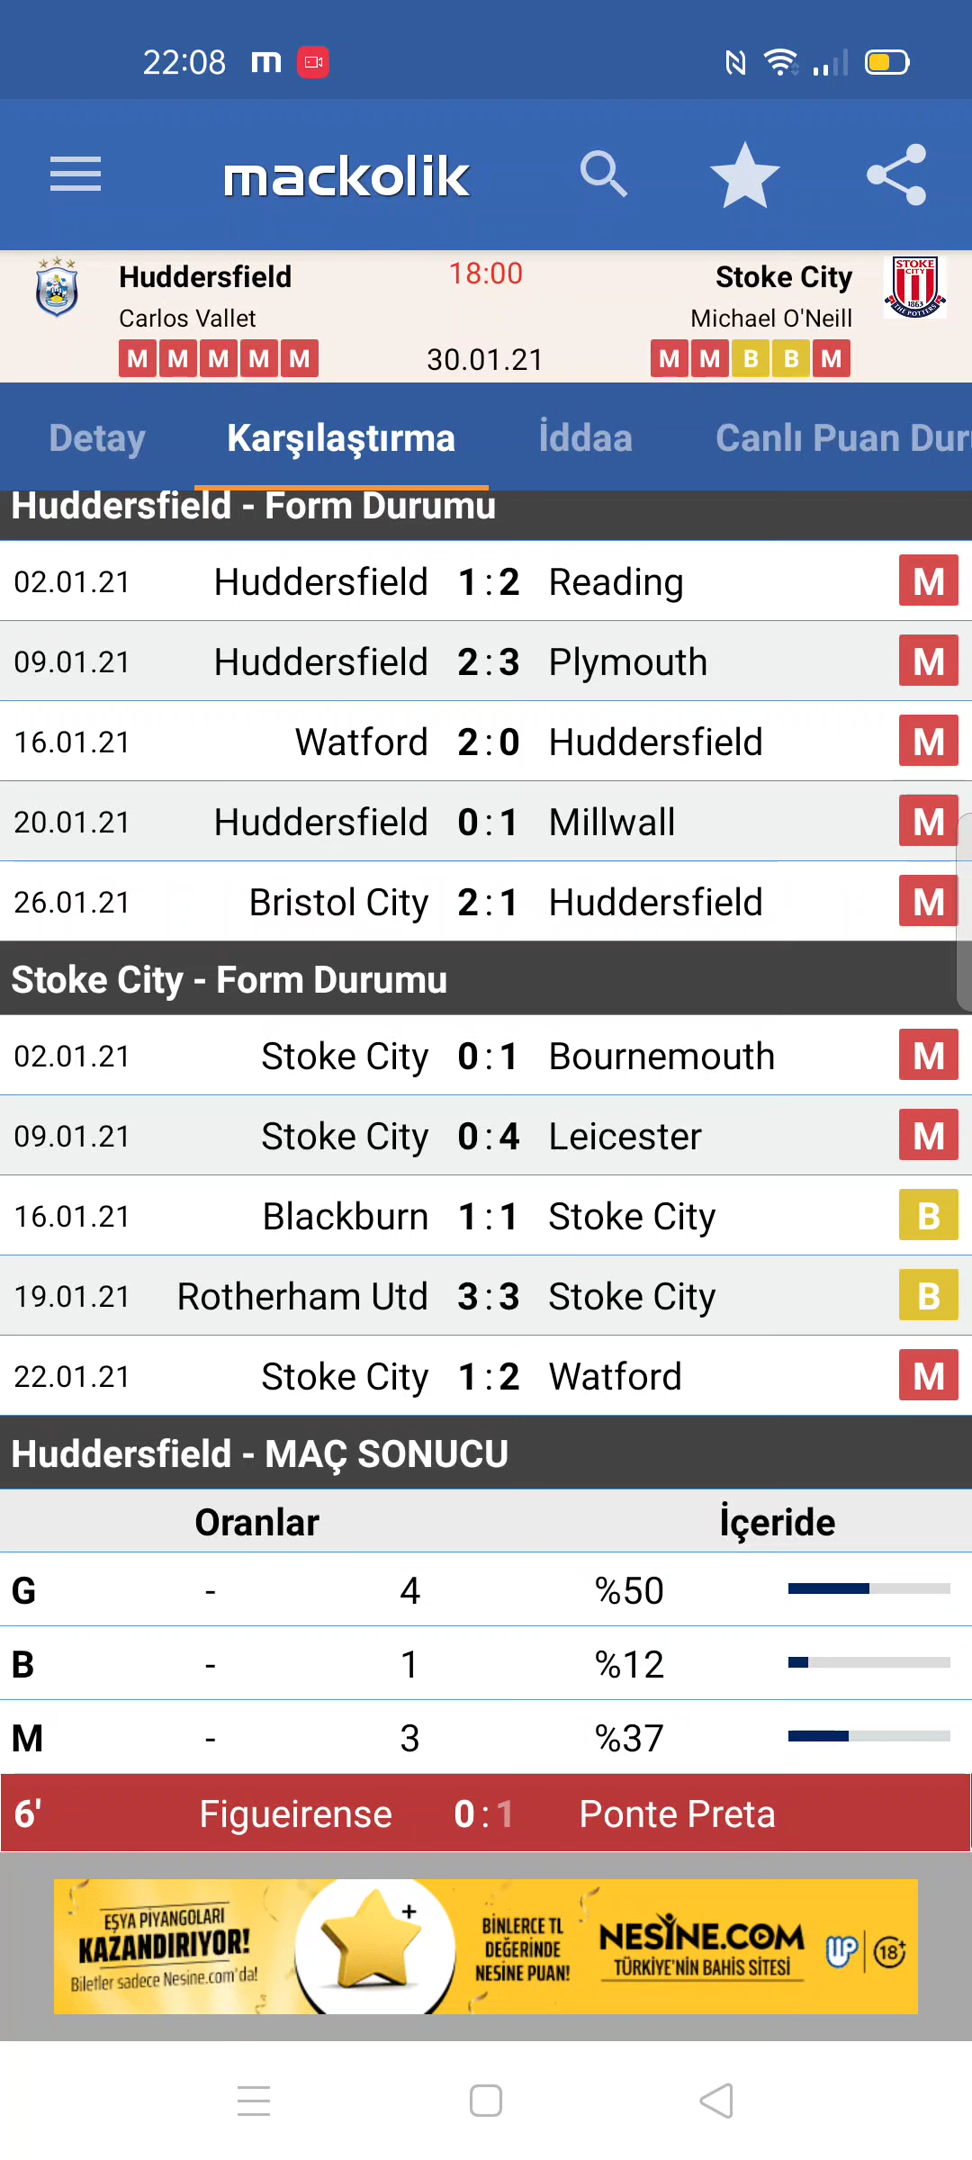 22:08 m
mackolik
Huddersfield 18:00 Stoke City
Carlos Vallet Michael O'Neill
M M M M M 30.01.21 M M B B M
STOKE CITY 1863 THE POTTERS
Detay Karşılaştırma İddaa Canlı Puan Dur
Huddersfield - Form Durumu
02.01.21 Huddersfield 1:2 Reading M
09.01.21 Huddersfield 2:3 Plymouth M
16.01.21 Watford 2:0 Huddersfield M
20.01.21 Huddersfield 0:1 Millwall M
26.01.21 Bristol City 2:1 Huddersfield M
Stoke City - Form Durumu
02.01.21 Stoke City 0:1 Bournemouth M
09.01.21 Stoke City 0:4 Leicester M
16.01.21 Blackburn 1:1 Stoke City B
19.01.21 Rotherham Utd 3:3 Stoke City B
22.01.21 Stoke City 1:2 Watford M
Huddersfield - MAÇ SONUCU
Oranlar İçeride
G - 4 %50
B - 1 %12
M - 3 %37
6' Figueirense 0:1 Ponte Preta
EŞYA PİYANGOLARI
KAZANDIRIYOR!
Biletler sadece Nesine.com'da!
+
BİNLERCE TL
DEĞERİNDE
NESİNE PUAN!
NESİNE.COM
TÜRKİYE'NİN BAHİS SİTESİ
UP 18+